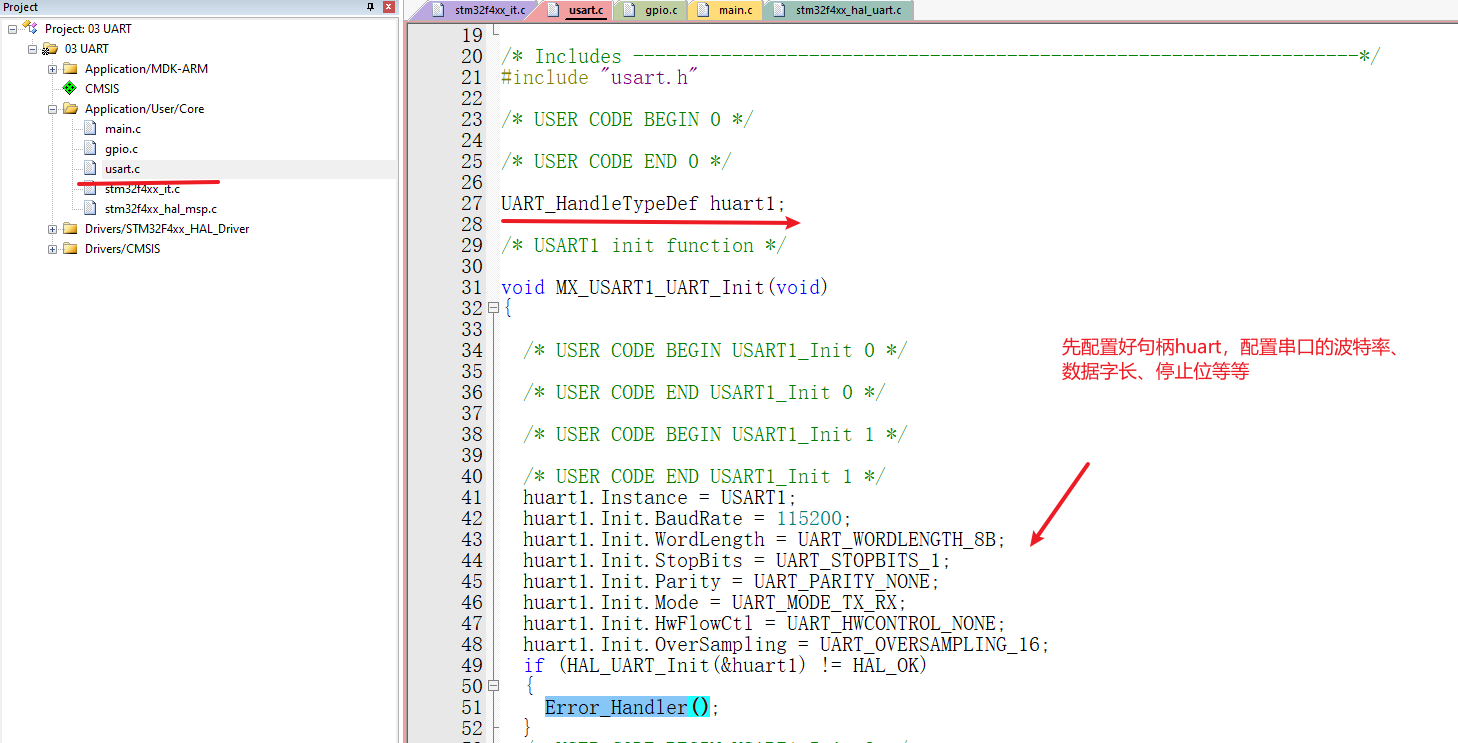 Project
Project: 03 UART
03 UART
Application/MDK-ARM
CMSIS
Application/User/Core
main.c
gpio.c
usart.c
stm32f4xx_it.c
stm32f4xx_hal_msp.c
Drivers/STM32F4xx_HAL_Driver
Drivers/CMSIS
stm32f4xx_it.c usart.c gpio.c main.c stm32f4xx_hal_uart.c
19
20 /* Includes ------------------------------------------------------------------*/
21 #include "usart.h"
22
23 /* USER CODE BEGIN 0 */
24
25 /* USER CODE END 0 */
26
27 UART_HandleTypeDef huart1;
28
29 /* USART1 init function */
30
31 void MX_USART1_UART_Init(void)
32 {
33
34 /* USER CODE BEGIN USART1_Init 0 */
35
36 /* USER CODE END USART1_Init 0 */
37
38 /* USER CODE BEGIN USART1_Init 1 */
39
40 /* USER CODE END USART1_Init 1 */
41 huart1.Instance = USART1;
42 huart1.Init.BaudRate = 115200;
43 huart1.Init.WordLength = UART_WORDLENGTH_8B;
44 huart1.Init.StopBits = UART_STOPBITS_1;
45 huart1.Init.Parity = UART_PARITY_NONE;
46 huart1.Init.Mode = UART_MODE_TX_RX;
47 huart1.Init.HwFlowCtl = UART_HWCONTROL_NONE;
48 huart1.Init.OverSampling = UART_OVERSAMPLING_16;
49 if (HAL_UART_Init(&huart1) != HAL_OK)
50 {
51 Error_Handler();
52 }
先配置好句柄huart，配置串口的波特率、
数据字长、停止位等等